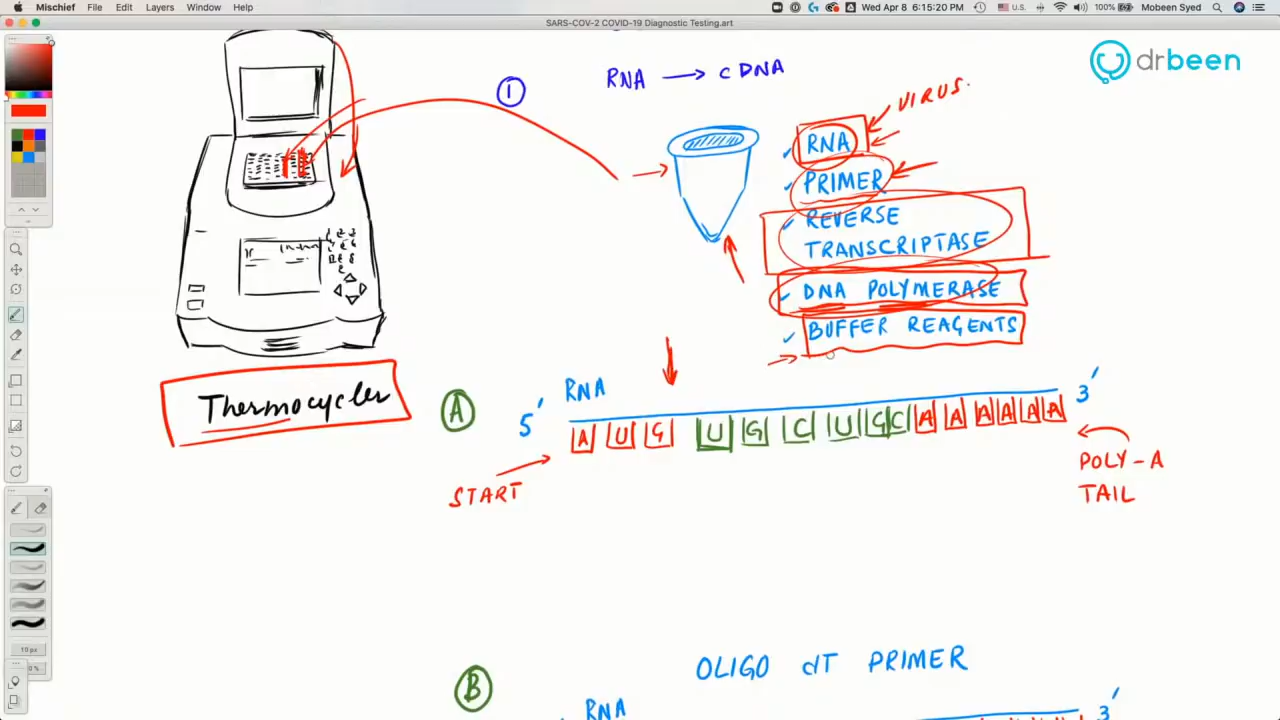 Mischief File Edit Layers Window Help
100% Wed Apr 8 6:15:20 PM Mobeen Syed
U.S.
SARS-COV-2 COVID-19 Diagnostic Testing.art
drbeen
1
RNA → cDNA
VIRUS.
RNA
PRIMER
REVERSE
TRANSCRIPTASE
DNA POLYMERASE
BUFFER REAGENTS
Thermocycler
A
5' RNA 3'
A U G U G C U G C A A A A A A
START
POLY-A
TAIL
10 px
OLIGO dT PRIMER
B
RNA 3'